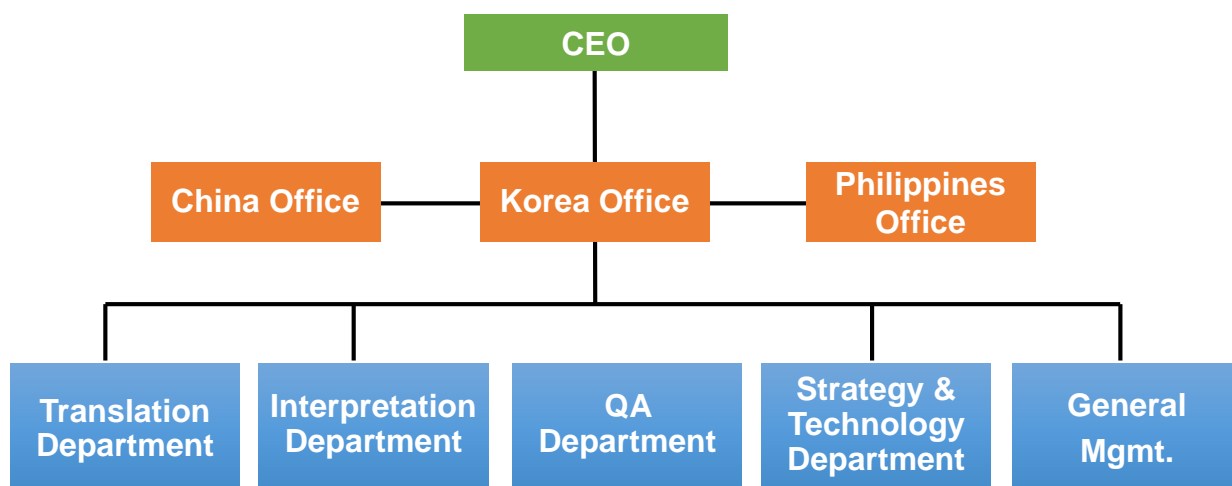 CEO
China Office
Korea Office
Philippines
Office
Translation
Department
Interpretation
Department
QA
Department
Strategy &
Technology
Department
General
Mgmt.